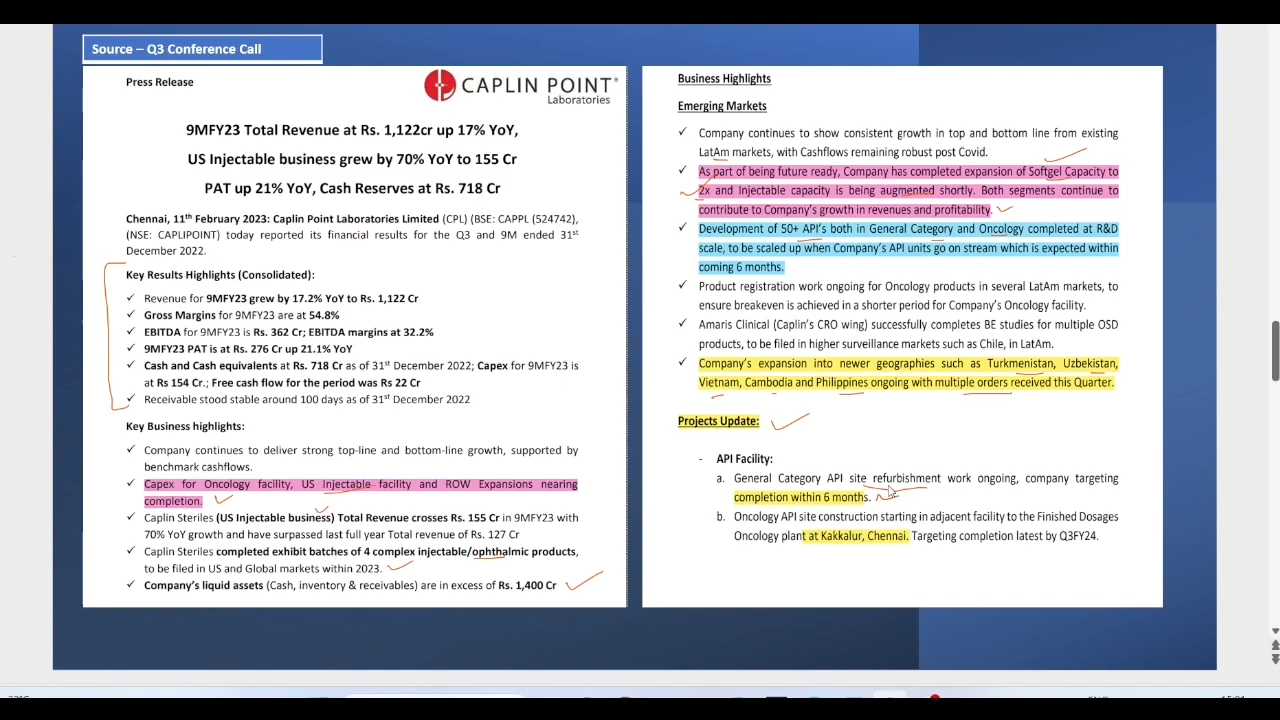 Source – Q3 Conference Call
Press Release
CAPLIN POINT
Laboratories
9MFY23 Total Revenue at Rs. 1,122cr up 17% YoY,
US Injectable business grew by 70% YoY to 155 Cr
PAT up 21% YoY, Cash Reserves at Rs. 718 Cr
Chennai, 11th February 2023: Caplin Point Laboratories Limited (CPL) (BSE: CAPPL (524742),
(NSE: CAPLIPOINT) today reported its financial results for the Q3 and 9M ended 31st
December 2022.
Key Results Highlights (Consolidated):
✓ Revenue for 9MFY23 grew by 17.2% YoY to Rs. 1,122 Cr
✓ Gross Margins for 9MFY23 are at 54.8%
✓ EBITDA for 9MFY23 is Rs. 362 Cr; EBITDA margins at 32.2%
✓ 9MFY23 PAT is at Rs. 276 Cr up 21.1% YoY
✓ Cash and Cash equivalents at Rs. 718 Cr as of 31st December 2022; Capex for 9MFY23 is
at Rs 154 Cr.; Free cash flow for the period was Rs 22 Cr
✓ Receivable stood stable around 100 days as of 31st December 2022
Key Business highlights:
✓ Company continues to deliver strong top-line and bottom-line growth, supported by
benchmark cashflows.
✓ Capex for Oncology facility, US Injectable facility and ROW Expansions nearing
completion.
✓ Caplin Steriles (US Injectable business) Total Revenue crosses Rs. 155 Cr in 9MFY23 with
70% YoY growth and have surpassed last full year Total revenue of Rs. 127 Cr
✓ Caplin Steriles completed exhibit batches of 4 complex injectable/ophthalmic products,
to be filed in US and Global markets within 2023.
✓ Company's liquid assets (Cash, inventory & receivables) are in excess of Rs. 1,400 Cr
Business Highlights
Emerging Markets
✓ Company continues to show consistent growth in top and bottom line from existing
LatAm markets, with Cashflows remaining robust post Covid.
✓ As part of being future ready, Company has completed expansion of Softgel Capacity to
2x and Injectable capacity is being augmented shortly. Both segments continue to
contribute to Company's growth in revenues and profitability.
✓ Development of 50+ API's both in General Category and Oncology completed at R&D
scale, to be scaled up when Company's API units go on stream which is expected within
coming 6 months.
✓ Product registration work ongoing for Oncology products in several LatAm markets, to
ensure breakeven is achieved in a shorter period for Company's Oncology facility.
✓ Amaris Clinical (Caplin's CRO wing) successfully completes BE studies for multiple OSD
products, to be filed in higher surveillance markets such as Chile, in LatAm.
✓ Company's expansion into newer geographies such as Turkmenistan, Uzbekistan,
Vietnam, Cambodia and Philippines ongoing with multiple orders received this Quarter.
Projects Update:
- API Facility:
a. General Category API site refurbishment work ongoing, company targeting
completion within 6 months.
b. Oncology API site construction starting in adjacent facility to the Finished Dosages
Oncology plant at Kakkalur, Chennai. Targeting completion latest by Q3FY24.